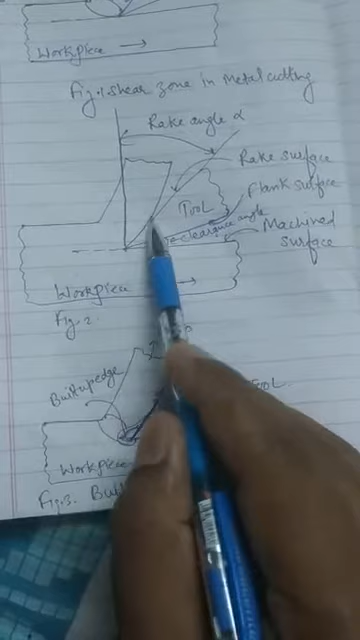 Workpiece
Fig.1 shear zone in Metal cutting
Rake angle α
Rake surface
Flank surface
Tool
clearance angle
Machined
surface
Workpiece
Fig.2.
Built up edge
Tool
Workpiece
Fig.3.